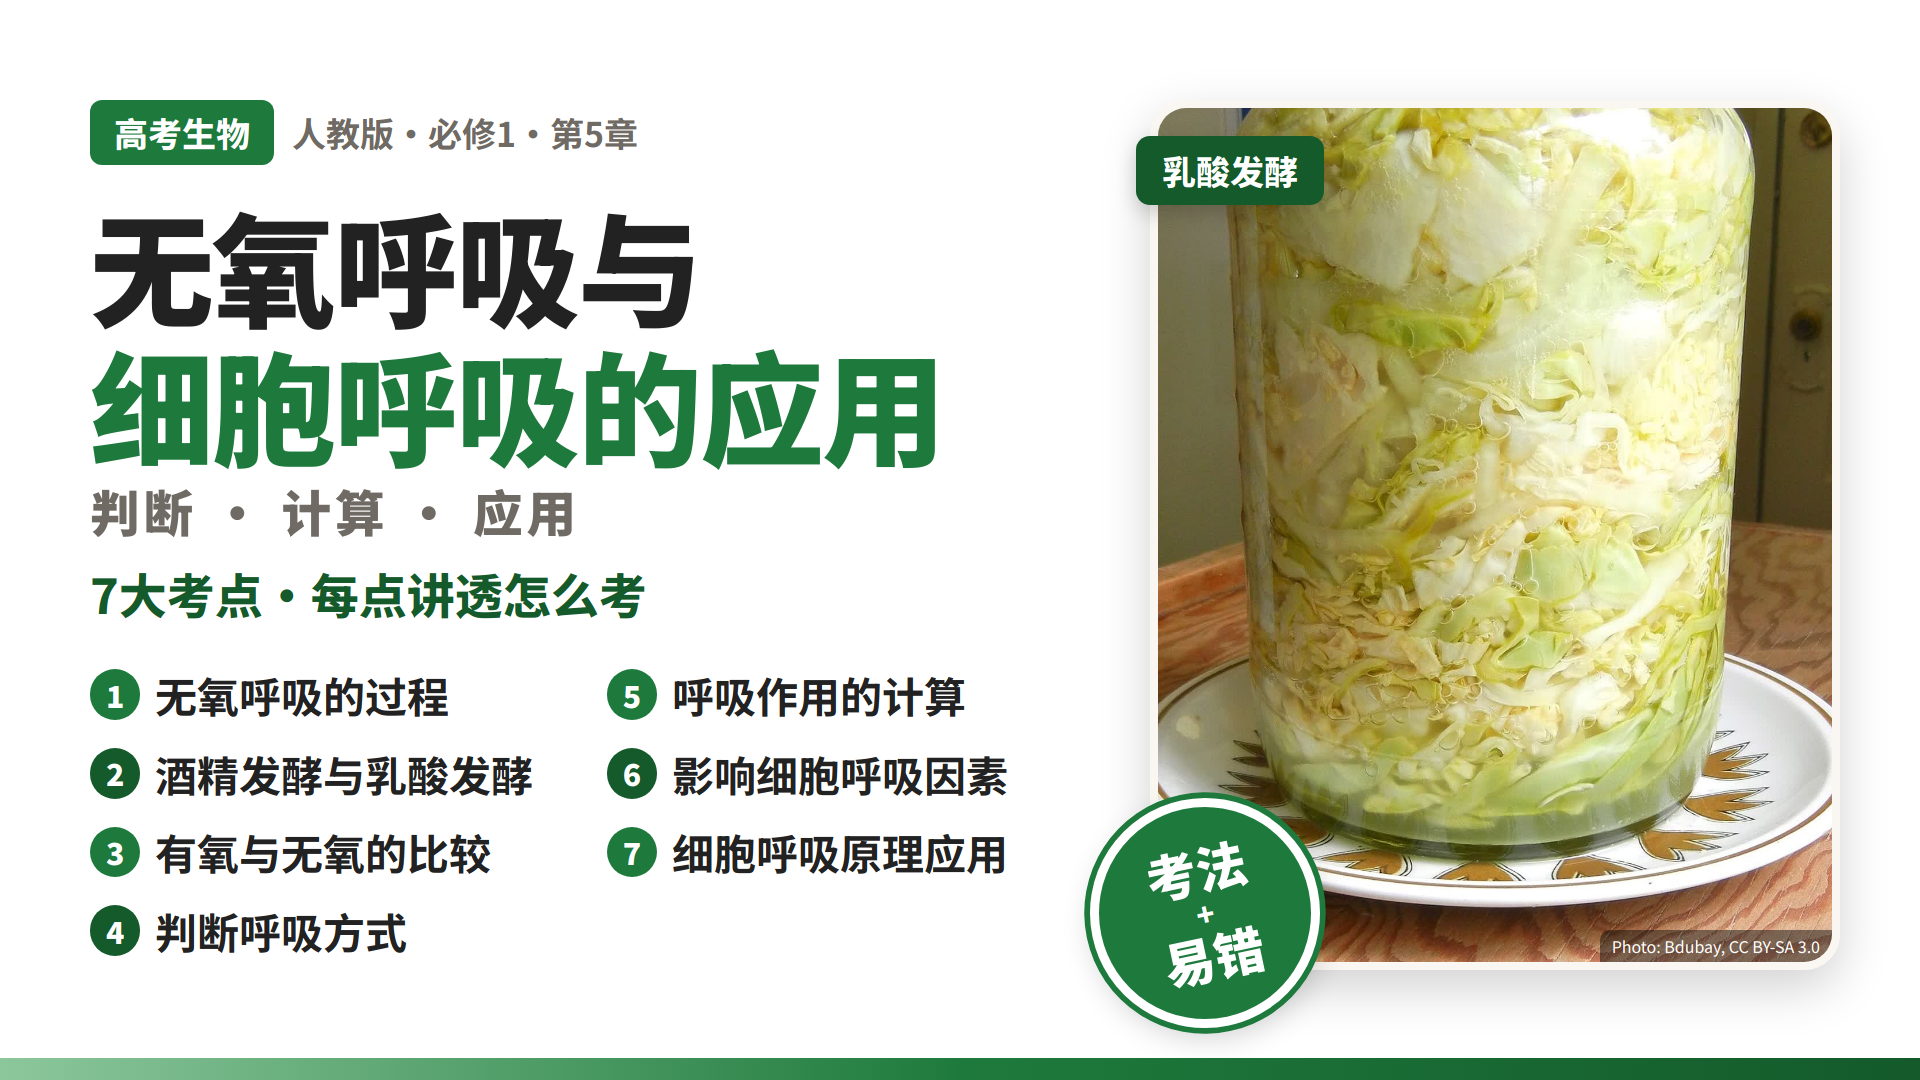 高考生物
人教版・必修1・第5章
无氧呼吸与
细胞呼吸的应用
判断 ・ 计算 ・ 应用
7大考点・每点讲透怎么考
1 无氧呼吸的过程
2 酒精发酵与乳酸发酵
3 有氧与无氧的比较
4 判断呼吸方式
5 呼吸作用的计算
6 影响细胞呼吸因素
7 细胞呼吸原理应用
乳酸发酵
考法
+
易错
Photo: Bdubay, CC BY-SA 3.0